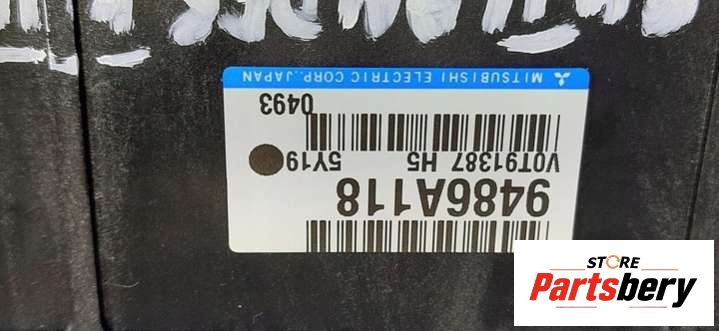 9486A118
V0T91387 H5 5Y19
0493
MITSUBISHI ELECTRIC CORP. JAPAN
STORE
Partsbery